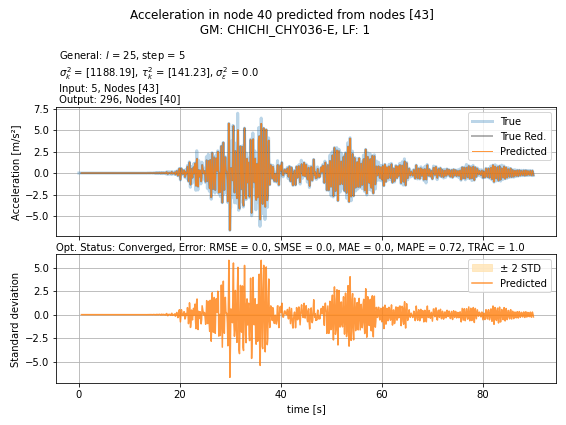 Acceleration in node 40 predicted from nodes [43]
GM: CHICHI_CHY036-E, LF: 1
General: l = 25, step = 5
σ²ₖ = [1188.19], τ²ₖ = [141.23], σ²ε = 0.0
Input: 5, Nodes [43]
Output: 296, Nodes [40]
7.5
5.0
2.5
0.0
−2.5
−5.0
Acceleration [m/s²]
True
True Red.
Predicted
Opt. Status: Converged, Error: RMSE = 0.0, SMSE = 0.0, MAE = 0.0, MAPE = 0.72, TRAC = 1.0
5.0
2.5
0.0
−2.5
−5.0
Standard deviation
± 2 STD
Predicted
0 20 40 60 80
time [s]